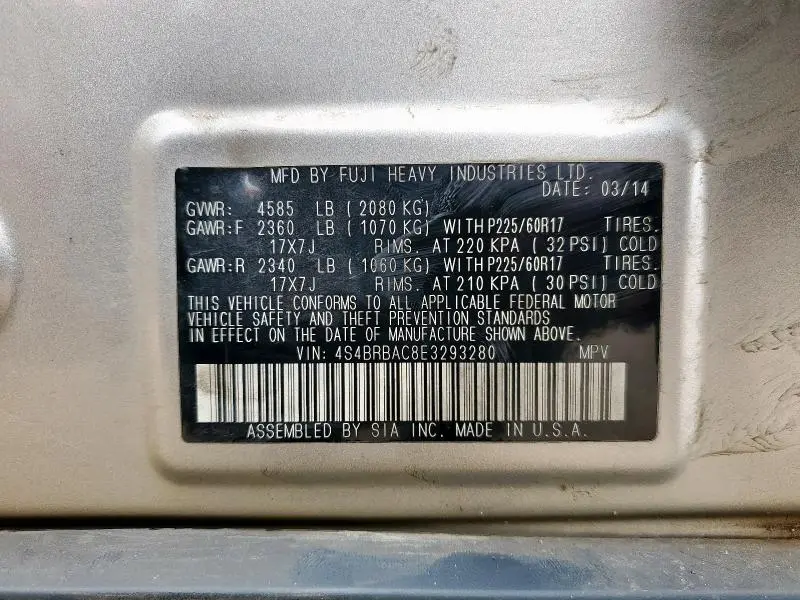 MFD BY FUJI HEAVY INDUSTRIES LTD.
DATE: 03/14
GVWR: 4585 LB ( 2080 KG)
GAWR:F 2360 LB ( 1070 KG) WITH P225/60R17 TIRES.
17X7J RIMS. AT 220 KPA ( 32 PSI) COLD
GAWR:R 2340 LB ( 1060 KG) WITH P225/60R17 TIRES.
17X7J RIMS. AT 210 KPA ( 30 PSI) COLD
THIS VEHICLE CONFORMS TO ALL APPLICABLE FEDERAL MOTOR
VEHICLE SAFETY AND THEFT PREVENTION STANDARDS
IN EFFECT ON THE DATE OF MANUFACTURE SHOWN ABOVE.
VIN: 4S4BRBAC8E3293280 MPV
ASSEMBLED BY SIA INC. MADE IN U.S.A.